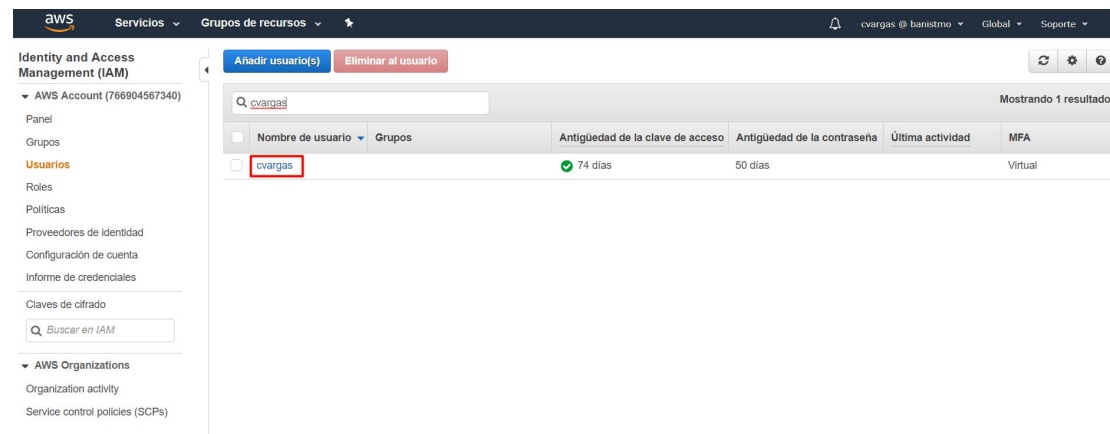 aws Servicios Grupos de recursos cvargas @ banistmo Global Soporte
Identity and Access
Management (IAM)
AWS Account (766904567340)
Panel
Grupos
Usuarios
Roles
Políticas
Proveedores de identidad
Configuración de cuenta
Informe de credenciales
Claves de cifrado
Buscar en IAM
AWS Organizations
Organization activity
Service control policies (SCPs)
Añadir usuario(s) Eliminar al usuario
cvargas Mostrando 1 resultado
Nombre de usuario Grupos Antigüedad de la clave de acceso Antigüedad de la contraseña Última actividad MFA
cvargas 74 días 50 días Virtual